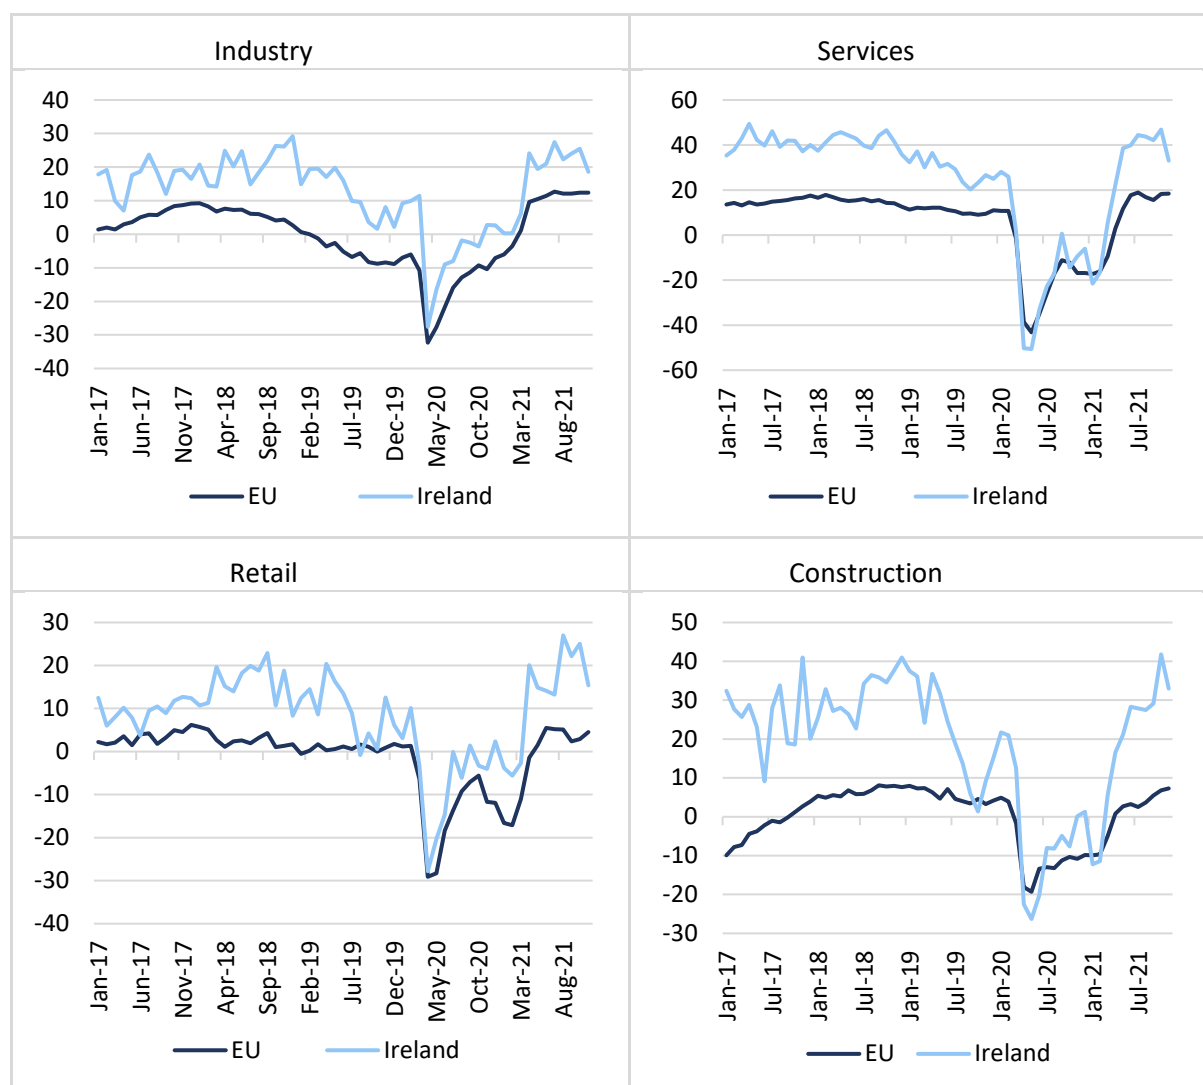 Industry
40
30
20
10
0
-10
-20
-30
-40
Jan-17
Jun-17
Nov-17
Apr-18
Sep-18
Feb-19
Jul-19
Dec-19
May-20
Oct-20
Mar-21
Aug-21
EU Ireland
Services
60
40
20
0
-20
-40
-60
Jan-17
Jul-17
Jan-18
Jul-18
Jan-19
Jul-19
Jan-20
Jul-20
Jan-21
Jul-21
EU Ireland
Retail
30
20
10
0
-10
-20
-30
-40
Jan-17
Jun-17
Nov-17
Apr-18
Sep-18
Feb-19
Jul-19
Dec-19
May-20
Oct-20
Mar-21
Aug-21
EU Ireland
Construction
50
40
30
20
10
0
-10
-20
-30
Jan-17
Jul-17
Jan-18
Jul-18
Jan-19
Jul-19
Jan-20
Jul-20
Jan-21
Jul-21
EU Ireland